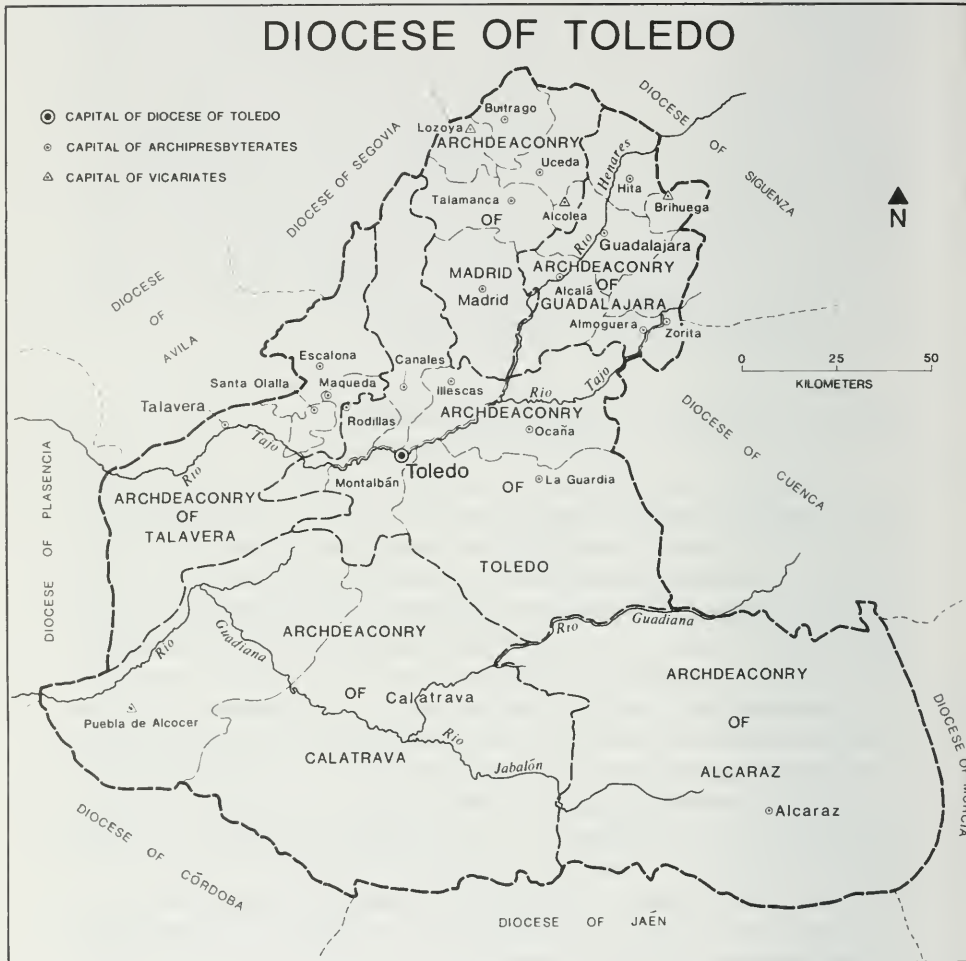 DIOCESE OF TOLEDO
CAPITAL OF DIOCESE OF TOLEDO
CAPITAL OF ARCHIPRESBYTERATES
CAPITAL OF VICARIATES
DIOCESE OF SEGOVIA
DIOCESE
OF
SIGUENZA
DIOCESE
OF
AVILA
Buitrago
Lozoya
ARCHDEACONRY
Uceda
Talamanca
OF
Alcolea
MADRID
Madrid
Rio Henares
Hita
Brihuega
Guadalajara
ARCHDEACONRY
Alcalá
OF
GUADALAJARA
Almoguera
Zorita
N
0 25 50
KILOMETERS
Escalona
Canales
Santa Olalla
Maqueda
Illescas
Rio Tajo
Talavera
Rodillas
ARCHDEACONRY
Ocaña
Rio Tajo
Toledo
Montalbán
OF
La Guardia
TOLEDO
DIOCESE OF CUENCA
DIOCESE OF PLASENCIA
ARCHDEACONRY
OF
TALAVERA
Rio Guadiana
Rio Guadiana
ARCHDEACONRY
OF
Calatrava
CALATRAVA
Rio Jabalón
Puebla de Alcocer
ARCHDEACONRY
OF
ALCARAZ
Alcaraz
DIOCESE OF MURCIA
DIOCESE OF CÓRDOBA
DIOCESE OF JAÉN